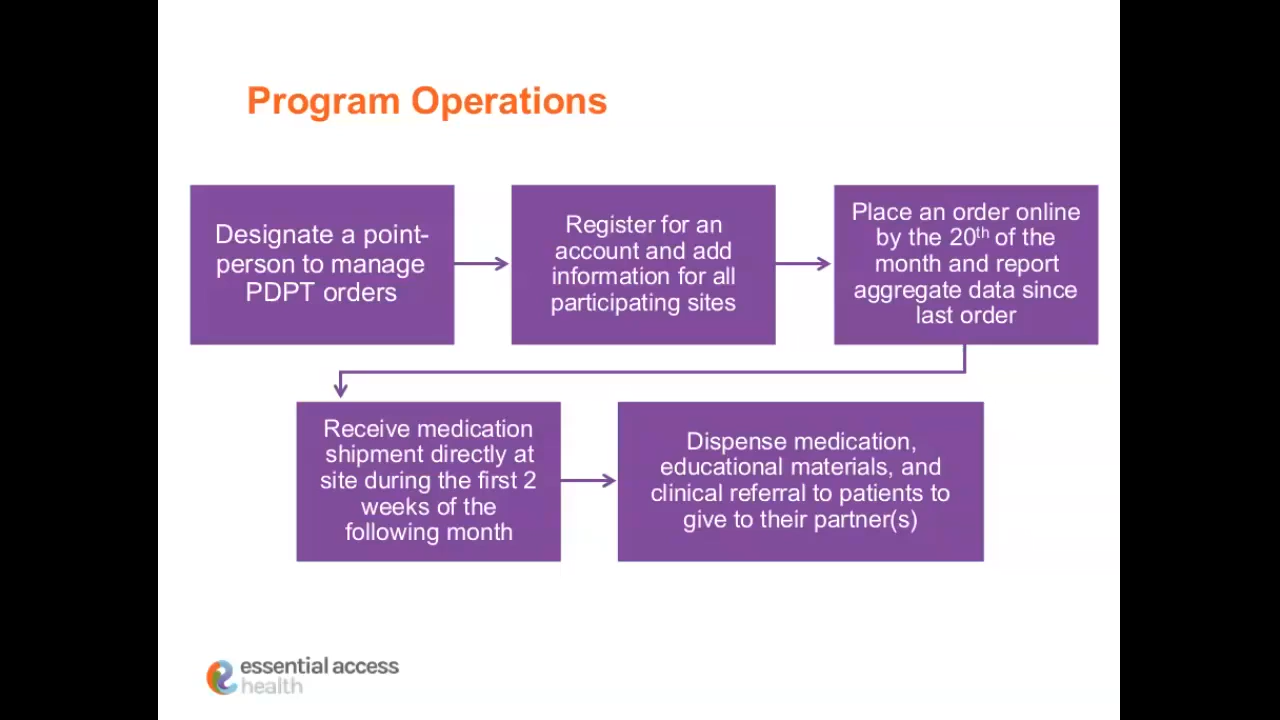 Program Operations
Designate a point-
person to manage
PDPT orders
Register for an
account and add
information for all
participating sites
Place an order online
by the 20th of the
month and report
aggregate data since
last order
Receive medication
shipment directly at
site during the first 2
weeks of the
following month
Dispense medication,
educational materials, and
clinical referral to patients to
give to their partner(s)
essential access
health